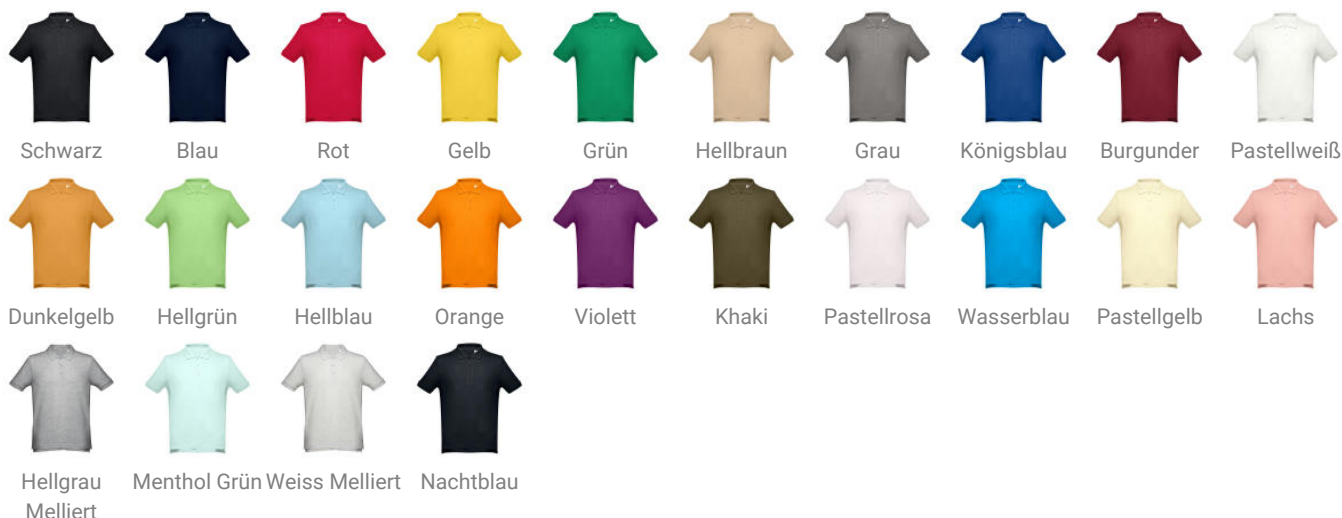 Schwarz Blau Rot Gelb Grün Hellbraun Grau Königsblau Burgunder Pastellweiß
Dunkelgelb Hellgrün Hellblau Orange Violett Khaki Pastellrosa Wasserblau Pastellgelb Lachs
Hellgrau Menthol Grün Weiss Melliert Nachtblau
Melliert